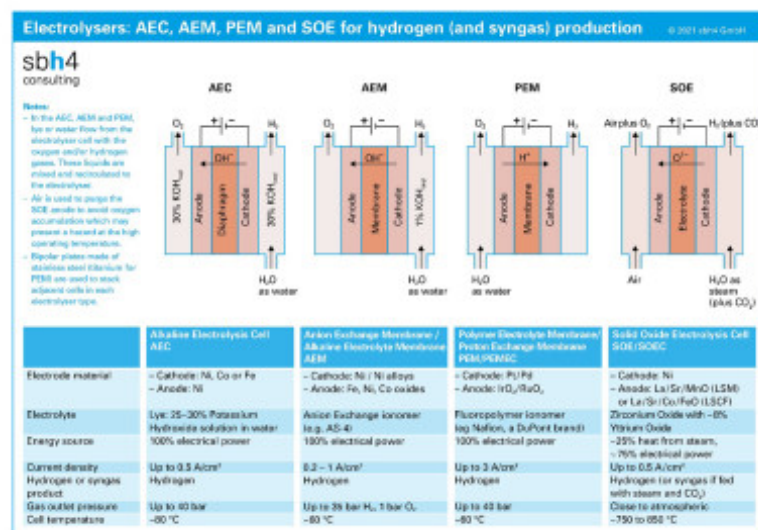 Electrolysers: AEC, AEM, PEM and SOE for hydrogen (and syngas) production
© 2021 sbh4 GmbH
sbh4
consulting
Notes:
– In the AEC, AEM and PEM,
lye or water flow from the
electrolyser cell with the
oxygen and/or hydrogen
gases. These liquids are
mixed and recirculated to
the electrolyser.
– Air is used to purge the
SOE anode to avoid oxygen
accumulation which may
present a hazard at the high
operating temperature.
– Bipolar plates made of
stainless steel (titanium for
PEM) are used to stack
adjacent cells in each
electrolyser type.
AEC
O₂
H₂
+ –
OH⁻
30% KOH
Anode
Diaphragm
Cathode
30% KOH
H₂O
as water
AEM
O₂
H₂
+ –
OH⁻
Anode
Membrane
Cathode
1% KOH
H₂O
as water
PEM
O₂
H₂
+ –
H⁺
Anode
Membrane
Cathode
H₂O
as water
SOE
Air plus O₂
H₂ (plus CO
+ –
O²⁻
Anode
Electrolyte
Cathode
Air
H₂O as
steam
(plus CO₂)
Alkaline Electrolysis Cell
AEC
Anion Exchange Membrane /
Alkaline Electrolyte Membrane
AEM
Polymer Electrolyte Membrane/
Proton Exchange Membrane
PEM/PEMEC
Solid Oxide Electrolysis Cell
SOE/SOEC
Electrode material
– Cathode: Ni, Co or Fe
– Anode: Ni
– Cathode: Ni / Ni alloys
– Anode: Fe, Ni, Co oxides
– Cathode: Pt/Pd
– Anode: IrO₂/RuO₂
– Cathode: Ni
– Anode: La/Sr/MnO (LSM)
or La/Sr/Co/FeO (LSCF)
Electrolyte
Lye: 25–30% Potassium
Hydroxide solution in water
Anion Exchange ionomer
(e.g. AS-4)
Fluoropolymer ionomer
(eg Nafion, a DuPont brand)
Zirconium Oxide with ~8%
Yttrium Oxide
Energy source
100% electrical power
100% electrical power
100% electrical power
~25% heat from steam,
~75% electrical power
Current density
Up to 0.5 A/cm²
0.2 – 1 A/cm²
Up to 3 A/cm²
Up to 0.5 A/cm²
Hydrogen or syngas
product
Hydrogen
Hydrogen
Hydrogen
Hydrogen (or syngas if fed
with steam and CO₂)
Gas outlet pressure
Up to 40 bar
Up to 35 bar H₂, 1 bar O₂
Up to 40 bar
Close to atmospheric
Cell temperature
~80 °C
~60 °C
~60 °C
~750 to 850 °C